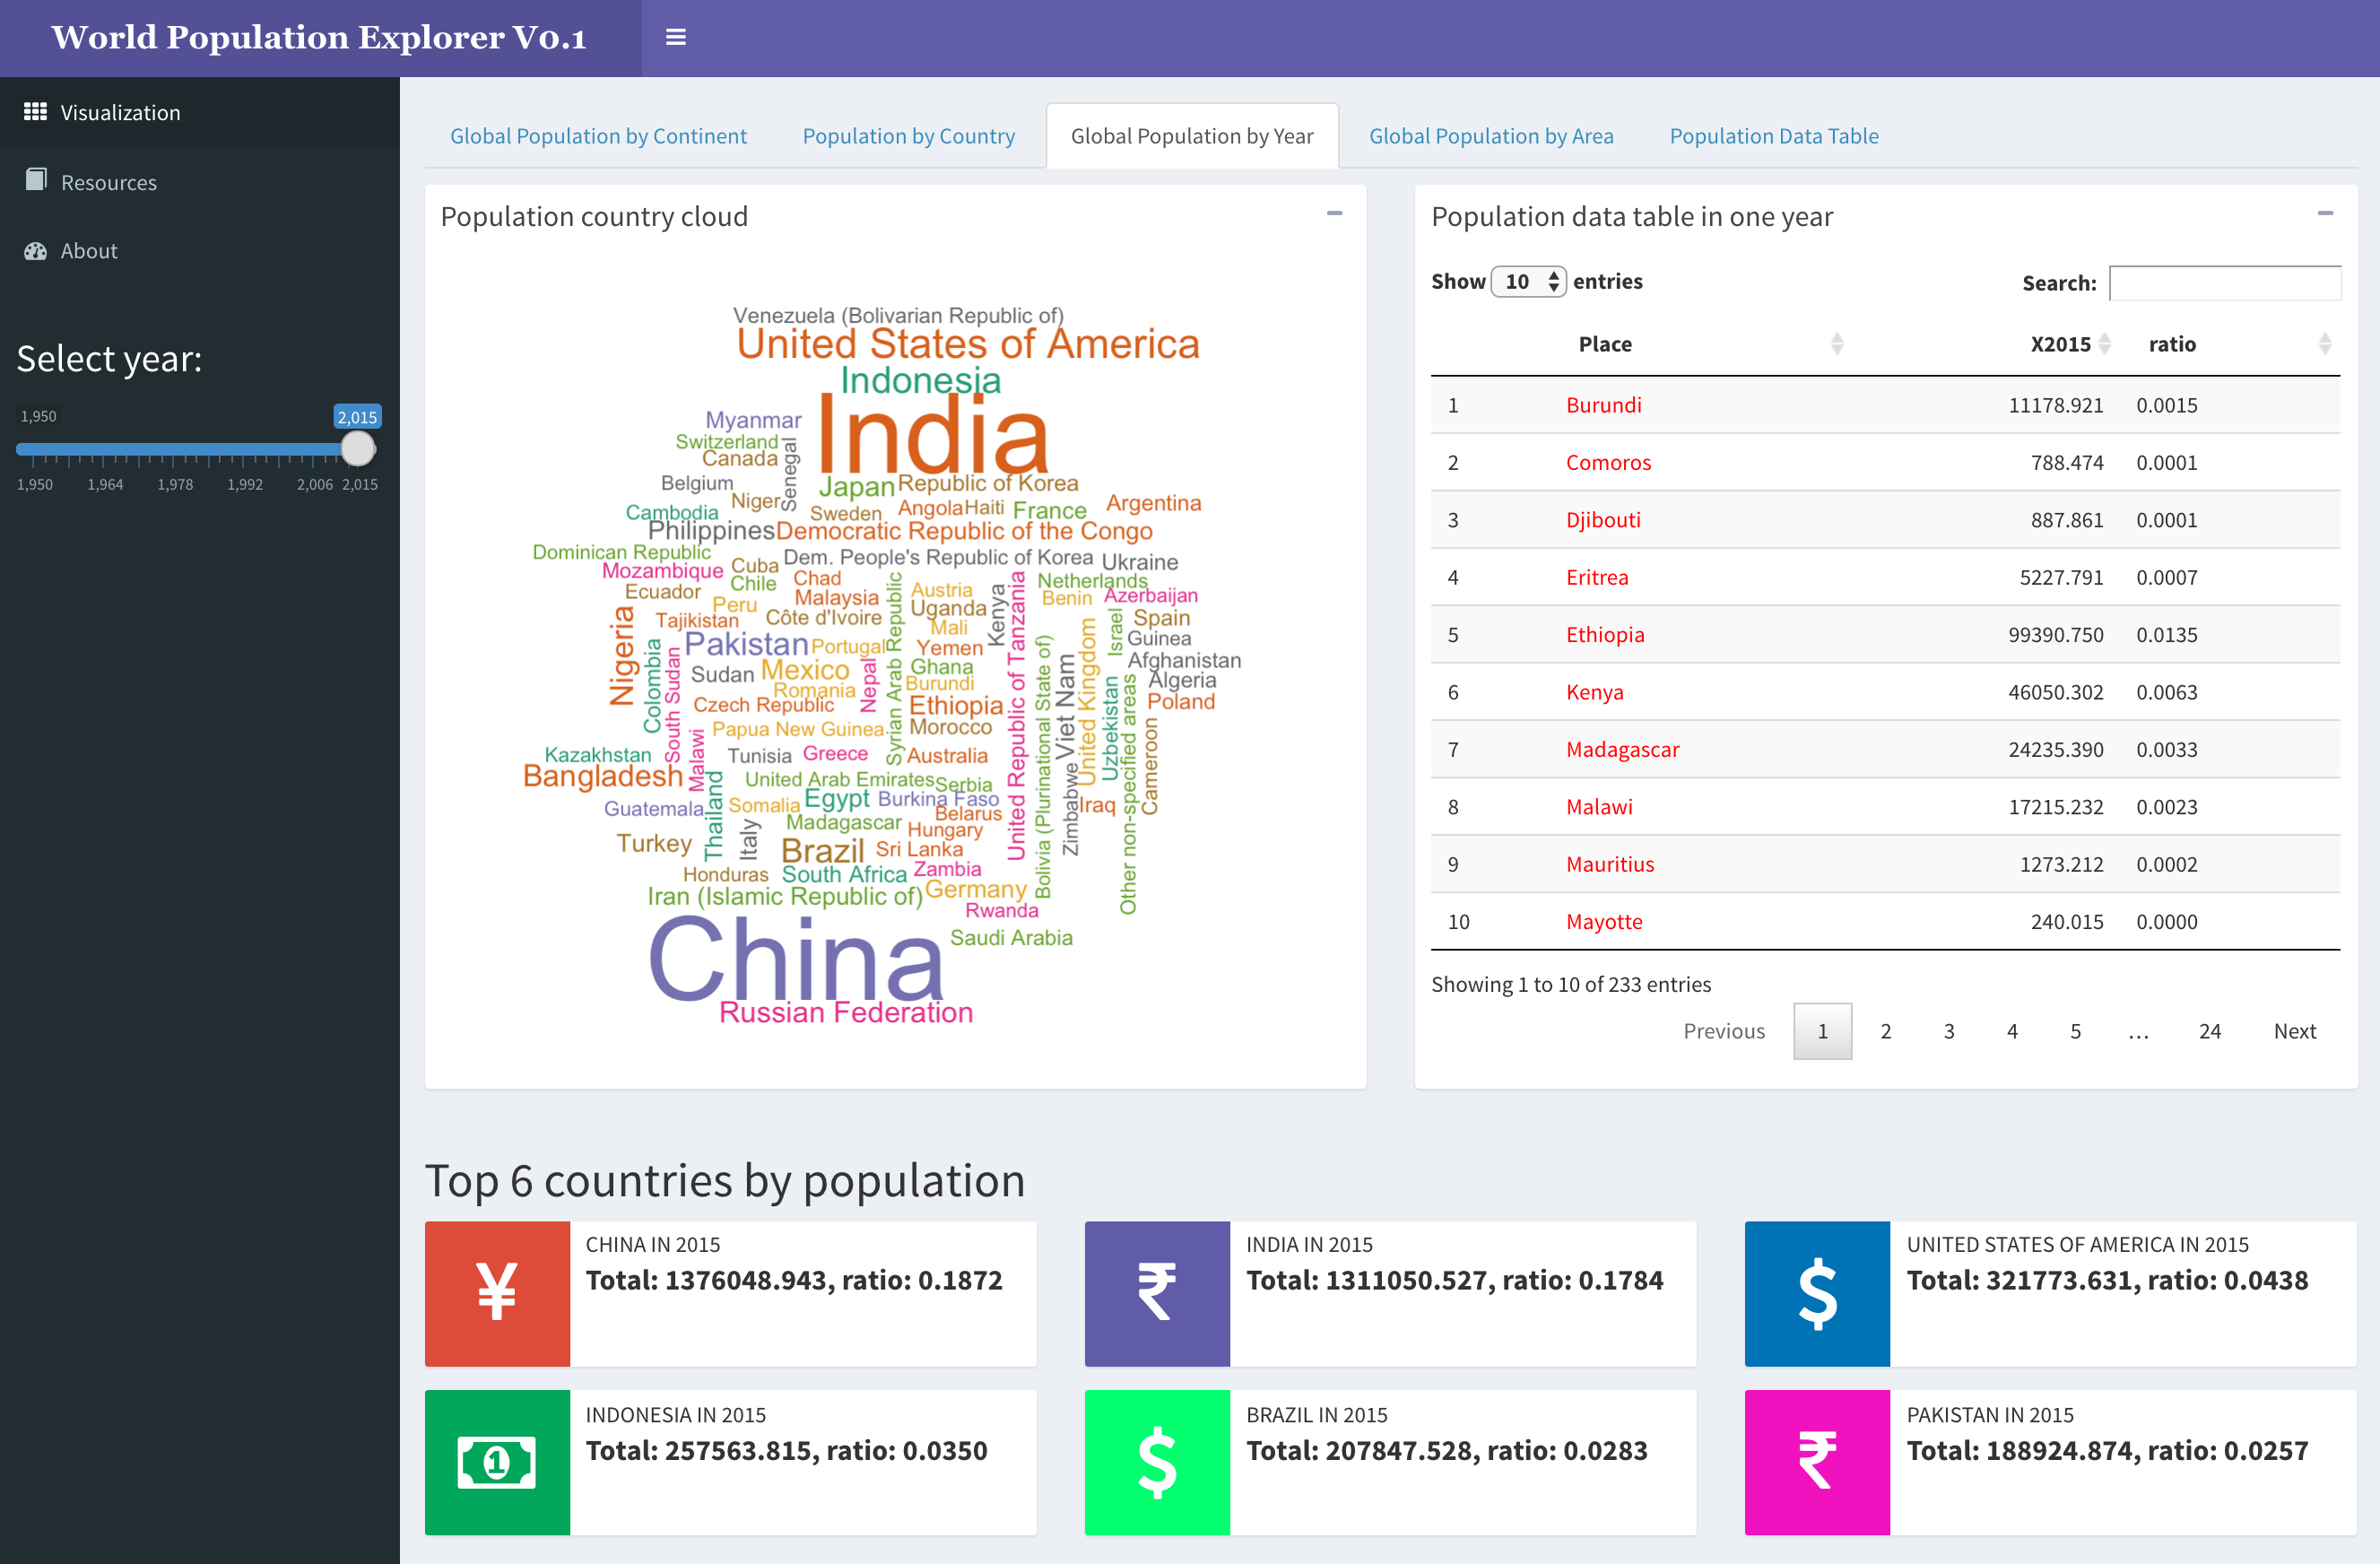 World Population Explorer V0.1
Visualization
Resources
About
Select year:
1,950
2,015
1,950 1,964 1,978 1,992 2,006 2,015
Global Population by Continent Population by Country Global Population by Year Global Population by Area Population Data Table
Population country cloud
Venezuela (Bolivarian Republic of)
United States of America
Indonesia
India
Myanmar
Switzerland
Canada
Senegal
Belgium
Japan
Republic of Korea
Niger
Cambodia
Sweden
Angola
Haiti
France
Argentina
Philippines
Democratic Republic of the Congo
Dominican Republic
Dem. People's Republic of Korea
Ukraine
Mozambique
Cuba
Chile
Chad
Netherlands
Ecuador
Malaysia
Austria
Kenya
Benin
Azerbaijan
Peru
Uganda
Tajikistan
Côte d'Ivoire
Mali
Israel
Spain
Nigeria
Pakistan
Portugal
Syrian Arab Republic
Yemen
United Republic of Tanzania
Guinea
Colombia
South Sudan
Sudan
Mexico
Nepal
Ghana
Afghanistan
Romania
Burundi
Algeria
Czech Republic
Ethiopia
Bolivia (Plurinational State of)
Viet Nam
United Kingdom
Uzbekistan
Other non-specified areas
Poland
Papua New Guinea
Morocco
Cameroon
Kazakhstan
Malawi
Tunisia
Greece
Australia
Bangladesh
United Arab Emirates
Serbia
Guatemala
Thailand
Somalia
Egypt
Burkina Faso
Zimbabwe
Iraq
Belarus
Madagascar
Hungary
Turkey
Italy
Brazil
Sri Lanka
Honduras
South Africa
Zambia
Iran (Islamic Republic of)
Germany
Rwanda
China
Saudi Arabia
Russian Federation
Population data table in one year
Show 10 entries Search:
Place X2015 ratio
1 Burundi 11178.921 0.0015
2 Comoros 788.474 0.0001
3 Djibouti 887.861 0.0001
4 Eritrea 5227.791 0.0007
5 Ethiopia 99390.750 0.0135
6 Kenya 46050.302 0.0063
7 Madagascar 24235.390 0.0033
8 Malawi 17215.232 0.0023
9 Mauritius 1273.212 0.0002
10 Mayotte 240.015 0.0000
Showing 1 to 10 of 233 entries
Previous 1 2 3 4 5 … 24 Next
Top 6 countries by population
¥
CHINA IN 2015
Total: 1376048.943, ratio: 0.1872
₹
INDIA IN 2015
Total: 1311050.527, ratio: 0.1784
$
UNITED STATES OF AMERICA IN 2015
Total: 321773.631, ratio: 0.0438
1
INDONESIA IN 2015
Total: 257563.815, ratio: 0.0350
$
BRAZIL IN 2015
Total: 207847.528, ratio: 0.0283
₹
PAKISTAN IN 2015
Total: 188924.874, ratio: 0.0257